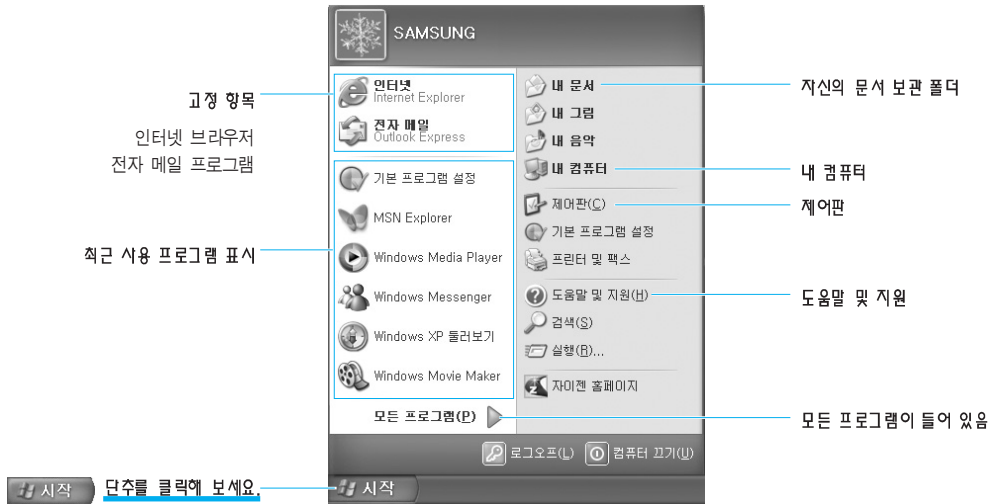 SAMSUNG
고정 항목
인터넷 브라우저
전자 메일 프로그램
최근 사용 프로그램 표시
인터넷
Internet Explorer
전자 메일
Outlook Express
기본 프로그램 설정
MSN Explorer
Windows Media Player
Windows Messenger
Windows XP 둘러보기
Windows Movie Maker
모든 프로그램(P)
내 문서
내 그림
내 음악
내 컴퓨터
제어판(C)
기본 프로그램 설정
프린터 및 팩스
도움말 및 지원(H)
검색(S)
실행(R)...
자이젠 홈페이지
자신의 문서 보관 폴더
내 컴퓨터
제어판
도움말 및 지원
모든 프로그램이 들어 있음
로그오프(L)
컴퓨터 끄기(U)
시작 단추를 클릭해 보세요.
시작